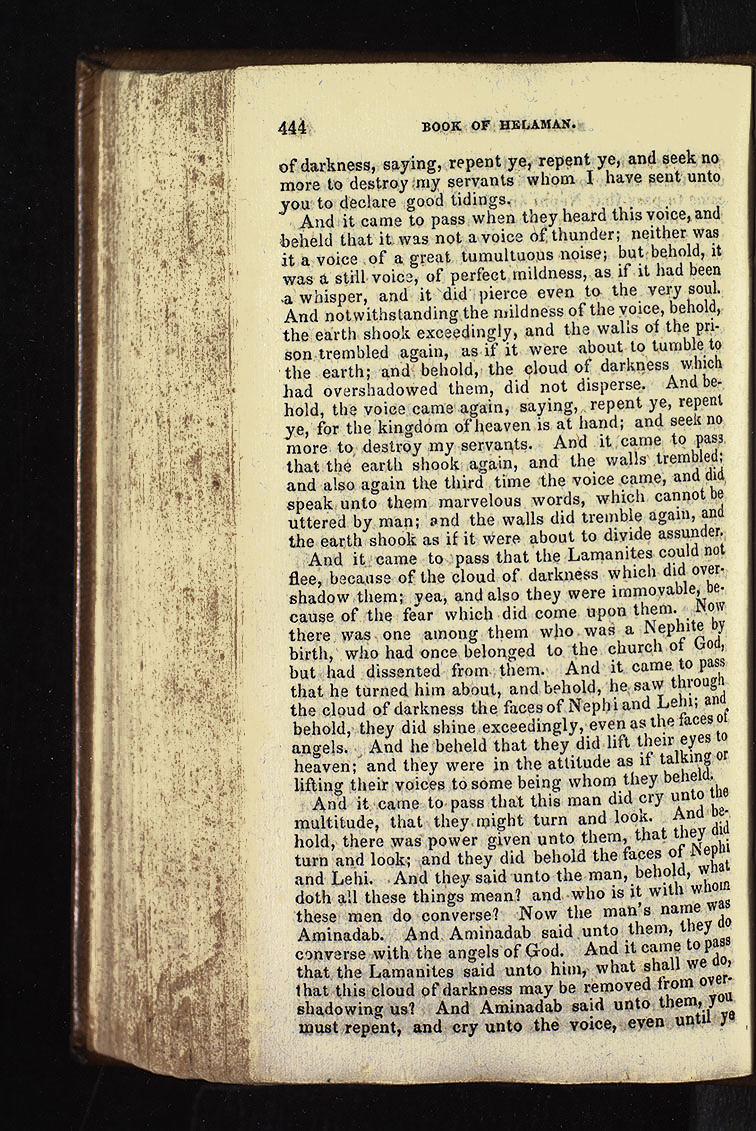 444 BOOK OF HELAMAN.
of darkness, saying, repent ye, repent ye, and seek no
more to destroy my servants whom I have sent unto
you to declare good tidings.
And it came to pass when they heard this voice, and
beheld that it was not a voice of thunder; neither was
it a voice of a great tumultuous noise; but behold, it
was a still voice, of perfect mildness, as if it had been
a whisper, and it did pierce even to the very soul.
And notwithstanding the mildness of the voice, behold,
the earth shook exceedingly, and the walls of the pri-
son trembled again, as if it were about to tumble to
the earth; and behold, the cloud of darkness which
had overshadowed them, did not disperse. And be-
hold, the voice came again, saying, repent ye, repent
ye, for the kingdom of heaven is at hand; and seek no
more to destroy my servants. And it came to pass
that the earth shook again, and the walls trembled;
and also again the third time the voice came, and did
speak unto them marvelous words, which cannot be
uttered by man; and the walls did tremble again, and
the earth shook as if it were about to divide assunder.
And it came to pass that the Lamanites could not
flee, because of the cloud of darkness which did over-
shadow them; yea, and also they were immovable, be-
cause of the fear which did come upon them. Now
there was one among them who was a Nephite by
birth, who had once belonged to the church of God,
but had dissented from them. And it came to pass
that he turned him about, and behold, he saw through
the cloud of darkness the faces of Nephi and Lehi; and
behold, they did shine exceedingly, even as the faces of
angels. And he beheld that they did lift their eyes to
heaven; and they were in the attitude as if talking or
lifting their voices to some being whom they beheld.
And it came to pass that this man did cry unto the
multitude, that they might turn and look. And be-
hold, there was power given unto them, that they did
turn and look; and they did behold the faces of Nephi
and Lehi. And they said unto the man, behold, what
doth all these things mean? and who is it with whom
these men do converse? Now the man's name was
Aminadab. And Aminadab said unto them, they do
converse with the angels of God. And it came to pass
that the Lamanites said unto him, what shall we do,
that this cloud of darkness may be removed from over-
shadowing us? And Aminadab said unto them, you
must repent, and cry unto the voice, even until ye